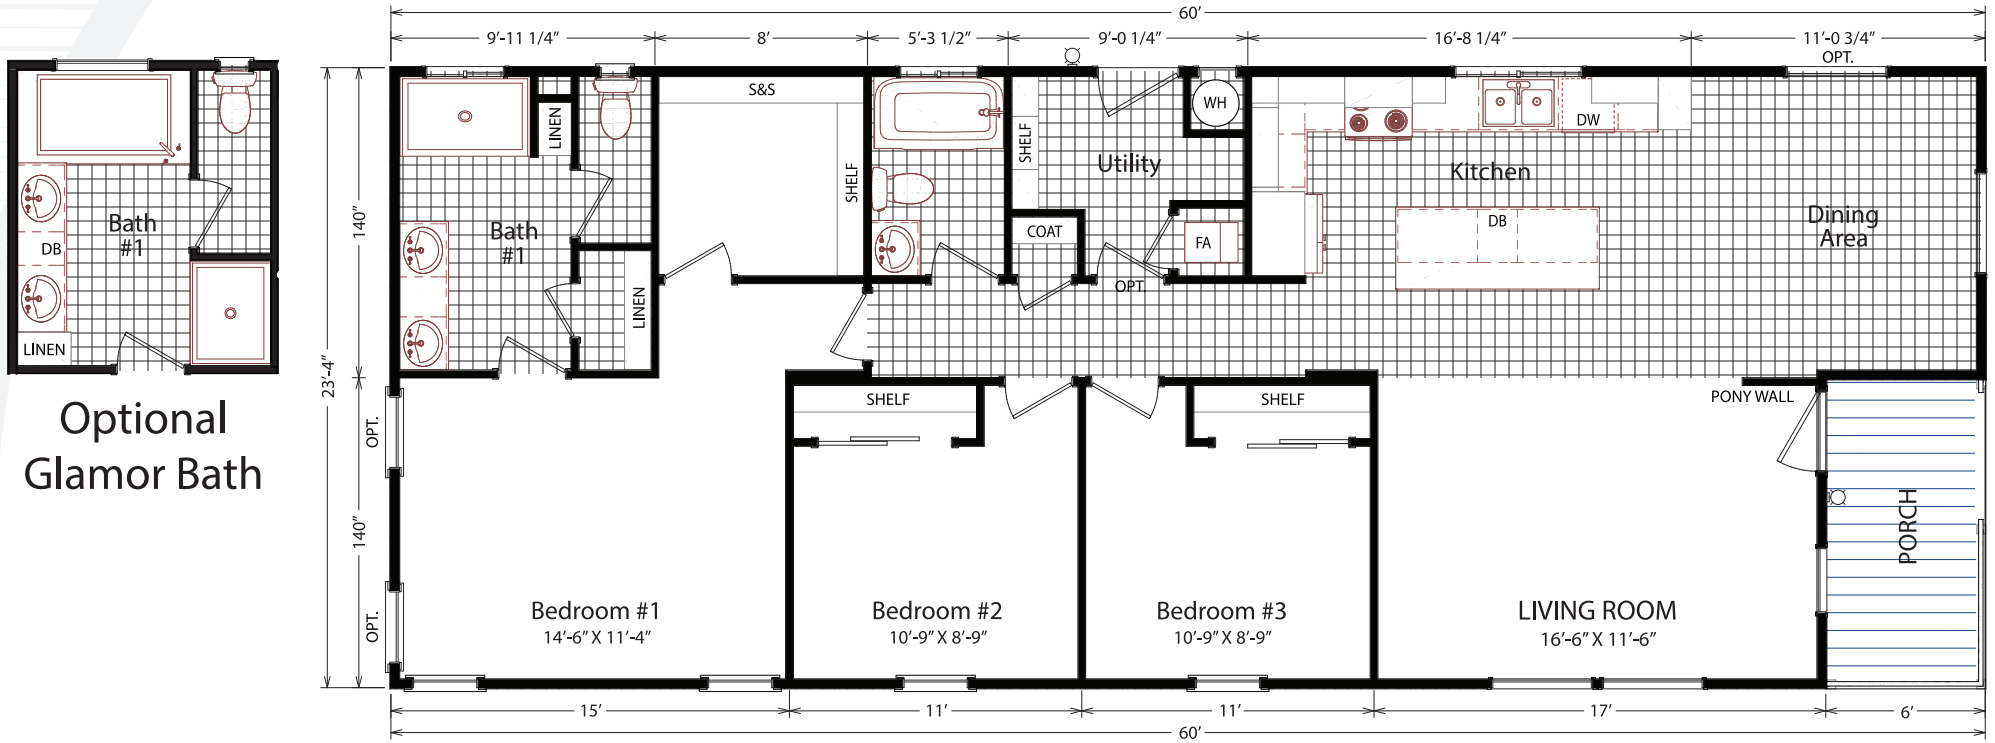 60'
9'-11 1/4"
8'
5'-3 1/2"
9'-0 1/4"
16'-8 1/4"
11'-0 3/4"
OPT.
S&S
LINEN
SHELF
SHELF
WH
Utility
DW
Kitchen
DB
Dining
Area
Bath
#1
LINEN
COAT
FA
OPT.
Bath
#1
DB
LINEN
Optional
Glamor Bath
140"
23'-4"
140"
OPT.
OPT.
SHELF
SHELF
PONY WALL
PORCH
Bedroom #1
14'-6" X 11'-4"
Bedroom #2
10'-9" X 8'-9"
Bedroom #3
10'-9" X 8'-9"
LIVING ROOM
16'-6" X 11'-6"
15'
11'
11'
17'
6'
60'